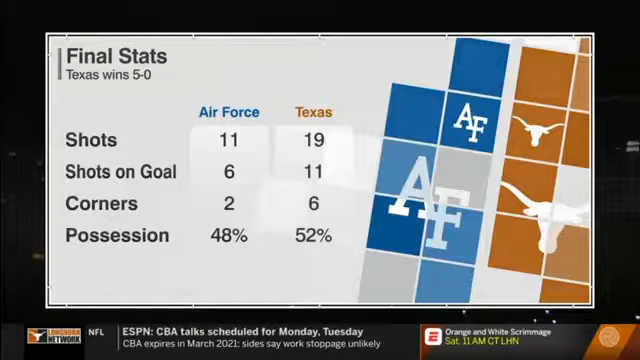 Final Stats
Texas wins 5-0
Air Force Texas
Shots 11 19
Shots on Goal 6 11
Corners 2 6
Possession 48% 52%
AF
AF
LONGHORN NETWORK
NFL
ESPN: CBA talks scheduled for Monday, Tuesday
CBA expires in March 2021; sides say work stoppage unlikely
E
Orange and White Scrimmage
Sat. 11 AM CT LHN